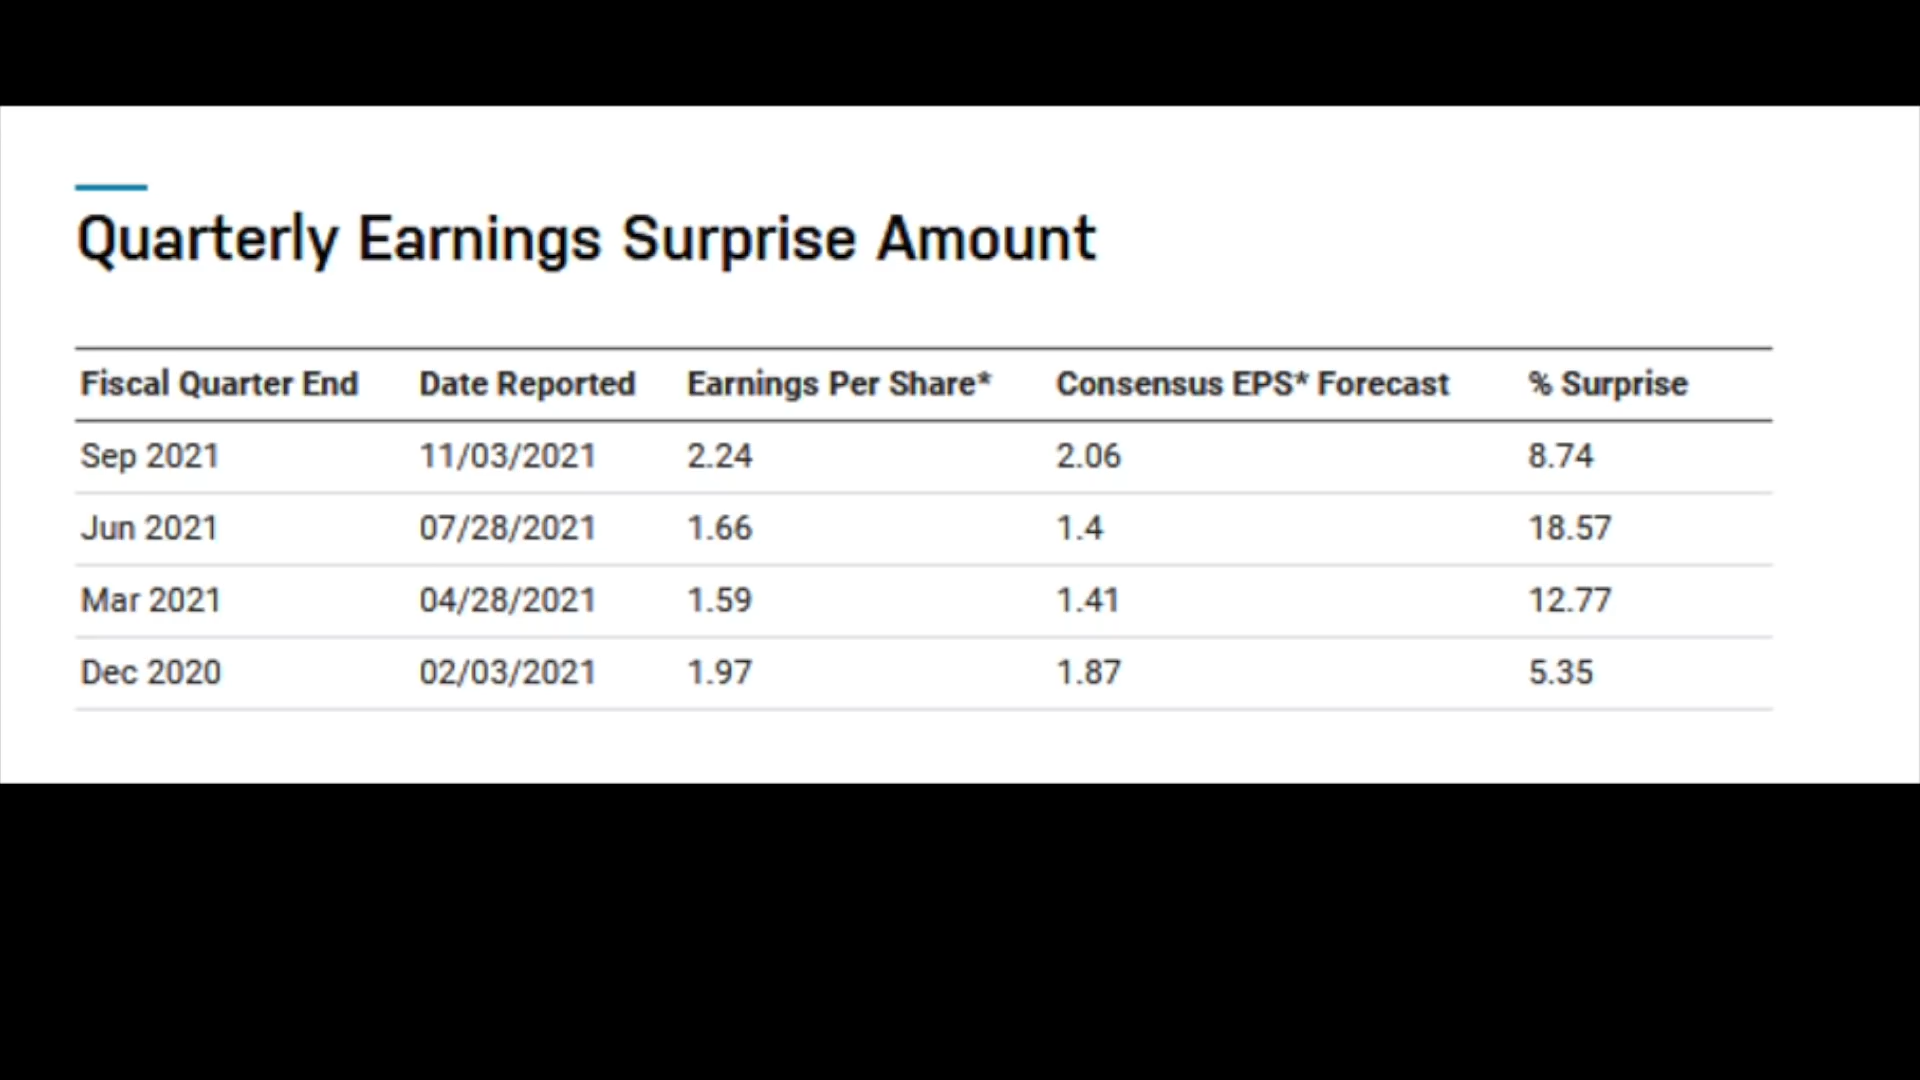 Quarterly Earnings Surprise Amount
Fiscal Quarter End Date Reported Earnings Per Share* Consensus EPS* Forecast % Surprise
Sep 2021 11/03/2021 2.24 2.06 8.74
Jun 2021 07/28/2021 1.66 1.4 18.57
Mar 2021 04/28/2021 1.59 1.41 12.77
Dec 2020 02/03/2021 1.97 1.87 5.35